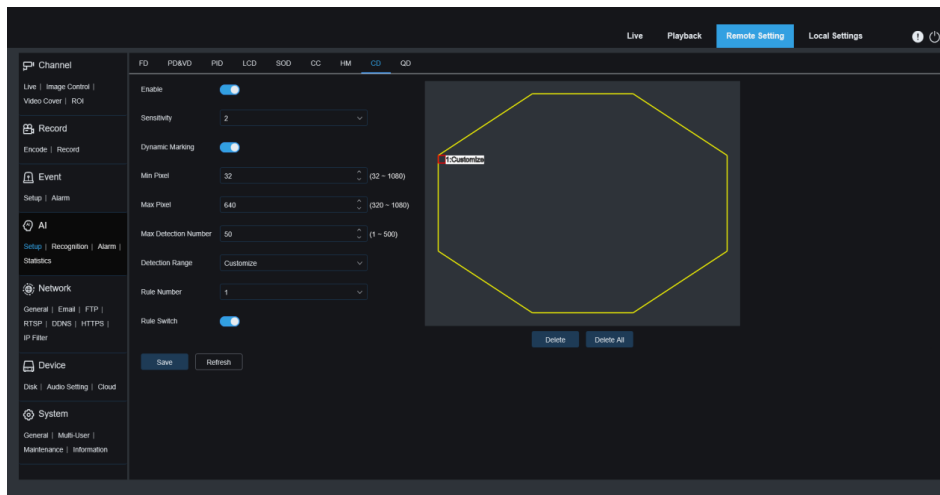 Live Playback Remote Setting Local Settings
Channel
Live | Image Control |
Video Cover | ROI
Record
Encode | Record
Event
Setup | Alarm
AI
Setup | Recognition | Alarm |
Statistics
Network
General | Email | FTP |
RTSP | DDNS | HTTPS |
IP Filter
Device
Disk | Audio Setting | Cloud
System
General | Multi-User |
Maintenance | Information
FD PD&VD PID LCD SOD CC HM CD QD
Enable
Sensitivity 2
Dynamic Marking
Min Pixel 32 (32 ~ 1080)
Max Pixel 640 (320 ~ 1080)
Max Detection Number 50 (1 ~ 500)
Detection Range Customize
Rule Number 1
Rule Switch
Save Refresh
1:Customize
Delete Delete All